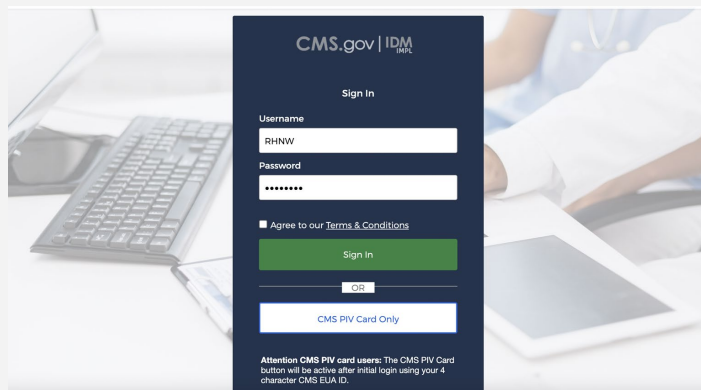 CMS.gov | IDM
IMPL
Sign In
Username
RHNW
Password
••••••••
Agree to our Terms & Conditions
Sign In
OR
CMS PIV Card Only
Attention CMS PIV card users: The CMS PIV Card
button will be active after initial login using your 4
character CMS EUA ID.